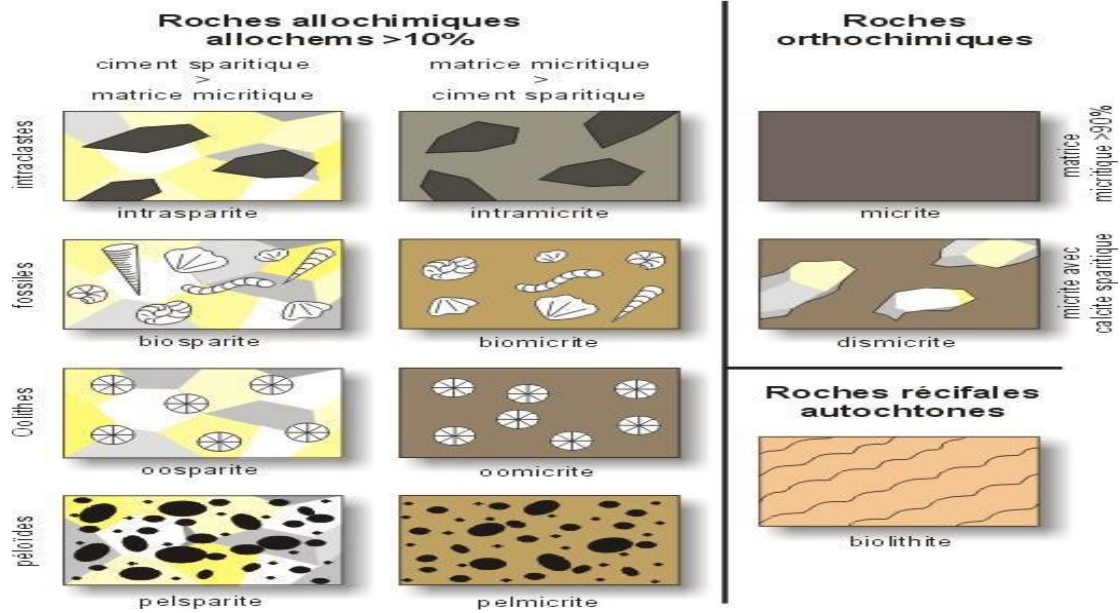 Roches allochimiques
allochems >10%
ciment sparitique
>
matrice micritique
matrice micritique
>
ciment sparitique
intraclastes
intrasparite
intramicrite
fossiles
biosparite
biomicrite
Oolithes
oosparite
oomicrite
péloïdes
pelsparite
pelmicrite
Roches
orthochimiques
matrice
micritique >90%
micrite
micrite avec
calcite sparitique
dismicrite
Roches récifales
autochtones
biolithite